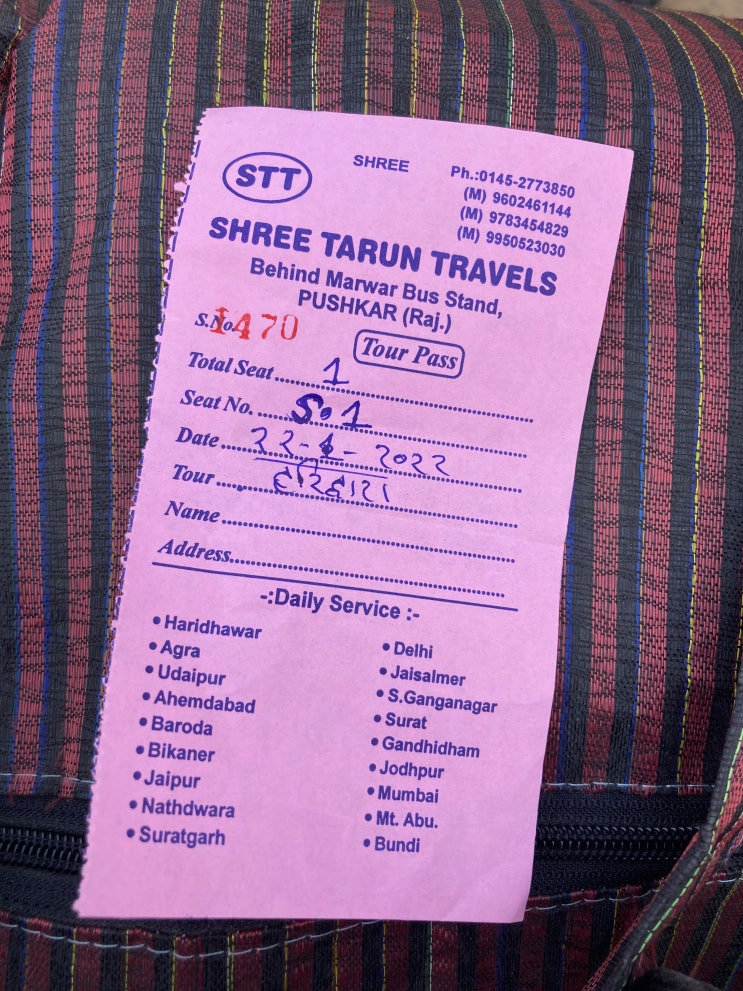 STT
SHREE
Ph.:0145-2773850
(M) 9602461144
(M) 9783454829
(M) 9950523030
SHREE TARUN TRAVELS
Behind Marwar Bus Stand,
PUSHKAR (Raj.)
S.No. 1470
Tour Pass
Total Seat 1
Seat No. S.1
Date 22-1-2022
Tour
Name
Address
-:Daily Service :-
• Haridhawar
• Agra
• Udaipur
• Ahemdabad
• Baroda
• Bikaner
• Jaipur
• Nathdwara
• Suratgarh
• Delhi
• Jaisalmer
• S.Ganganagar
• Surat
• Gandhidham
• Jodhpur
• Mumbai
• Mt. Abu.
• Bundi